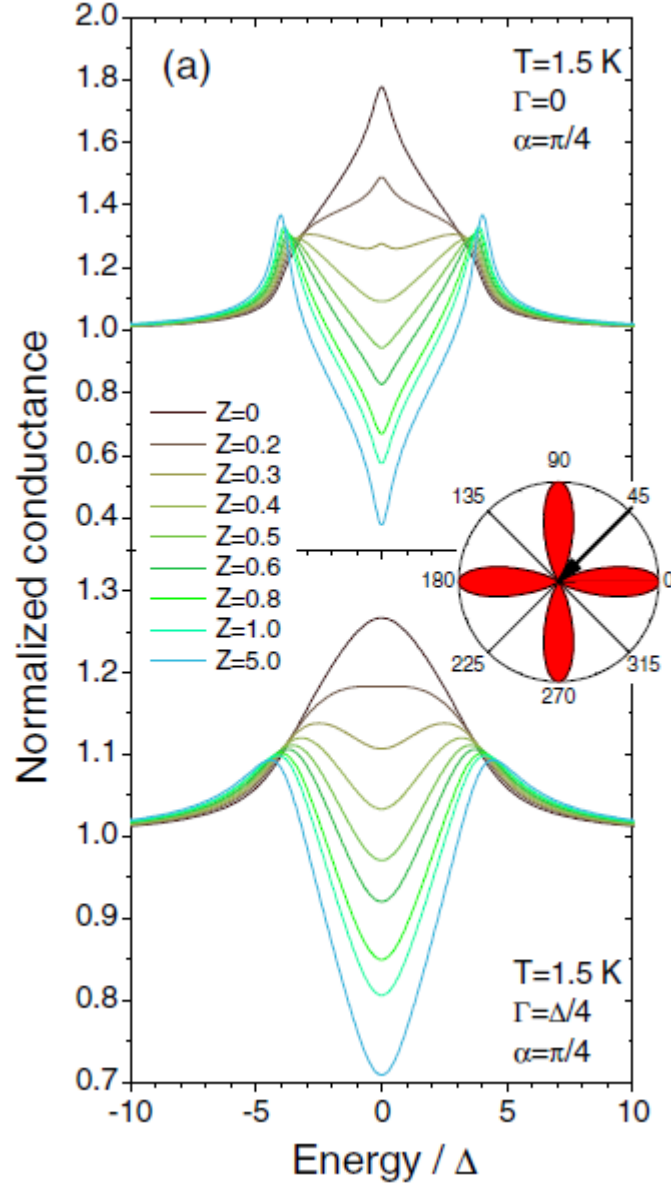 2.0
(a)
T=1.5 K
Γ=0
α=π/4
1.8
1.6
1.4
1.2
1.0
0.8
0.6
0.4
Normalized conductance
Z=0
Z=0.2
Z=0.3
Z=0.4
Z=0.5
Z=0.6
Z=0.8
Z=1.0
Z=5.0
90
135
45
180
0
225
315
270
1.3
1.2
1.1
1.0
0.9
0.8
0.7
T=1.5 K
Γ=Δ/4
α=π/4
-10
-5
0
5
10
Energy / Δ